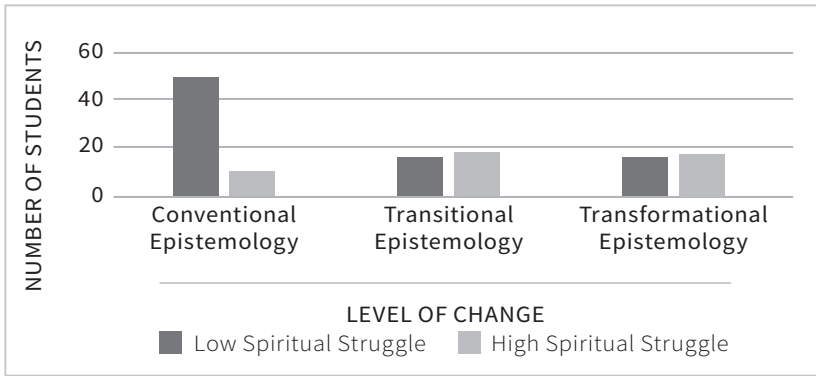 NUMBER OF STUDENTS
60
40
20
0
Conventional
Epistemology
Transitional
Epistemology
Transformational
Epistemology
LEVEL OF CHANGE
Low Spiritual Struggle
High Spiritual Struggle